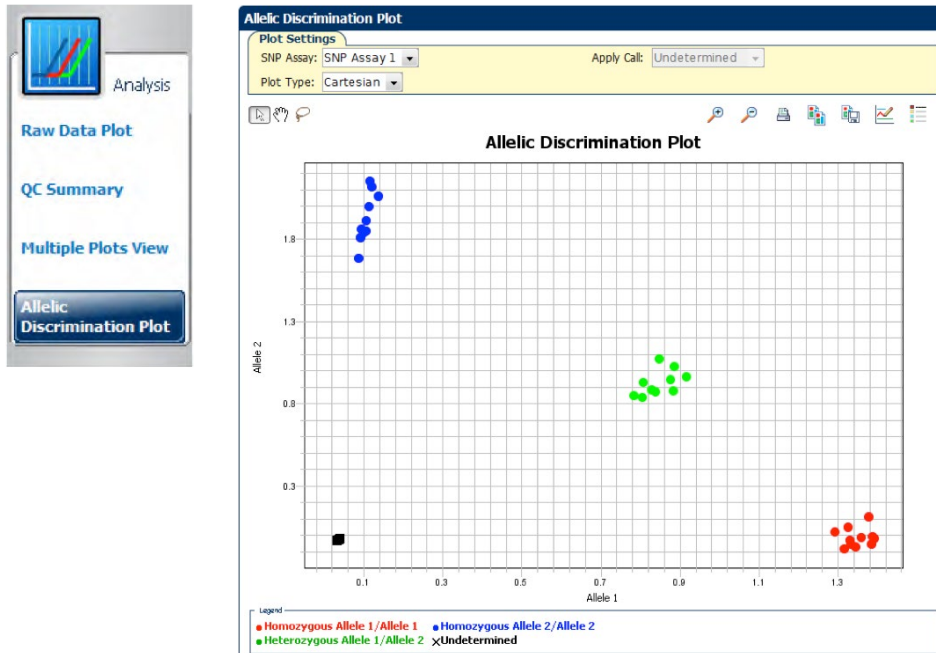 Analysis
Raw Data Plot
QC Summary
Multiple Plots View
Allelic
Discrimination Plot
Allelic Discrimination Plot
Plot Settings
SNP Assay: SNP Assay 1
Apply Call: Undetermined
Plot Type: Cartesian
Allelic Discrimination Plot
1.8
1.3
0.8
0.3
Allele 2
0.1 0.3 0.5 0.7 0.9 1.1 1.3
Allele 1
Legend
Homozygous Allele 1/Allele 1 Homozygous Allele 2/Allele 2
Heterozygous Allele 1/Allele 2 Undetermined